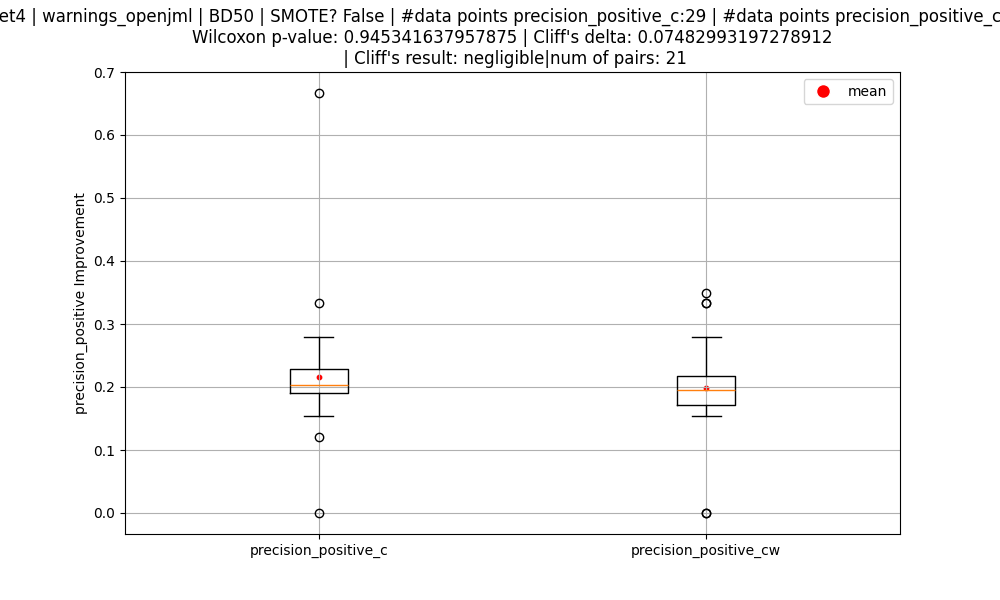 et4 | warnings_openjml | BD50 | SMOTE? False | #data points precision_positive_c:29 | #data points precision_positive_c
Wilcoxon p-value: 0.945341637957875 | Cliff's delta: 0.07482993197278912
| Cliff's result: negligible|num of pairs: 21
0.7
mean
0.6
0.5
0.4
0.3
0.2
0.1
0.0
precision_positive Improvement
precision_positive_c
precision_positive_cw